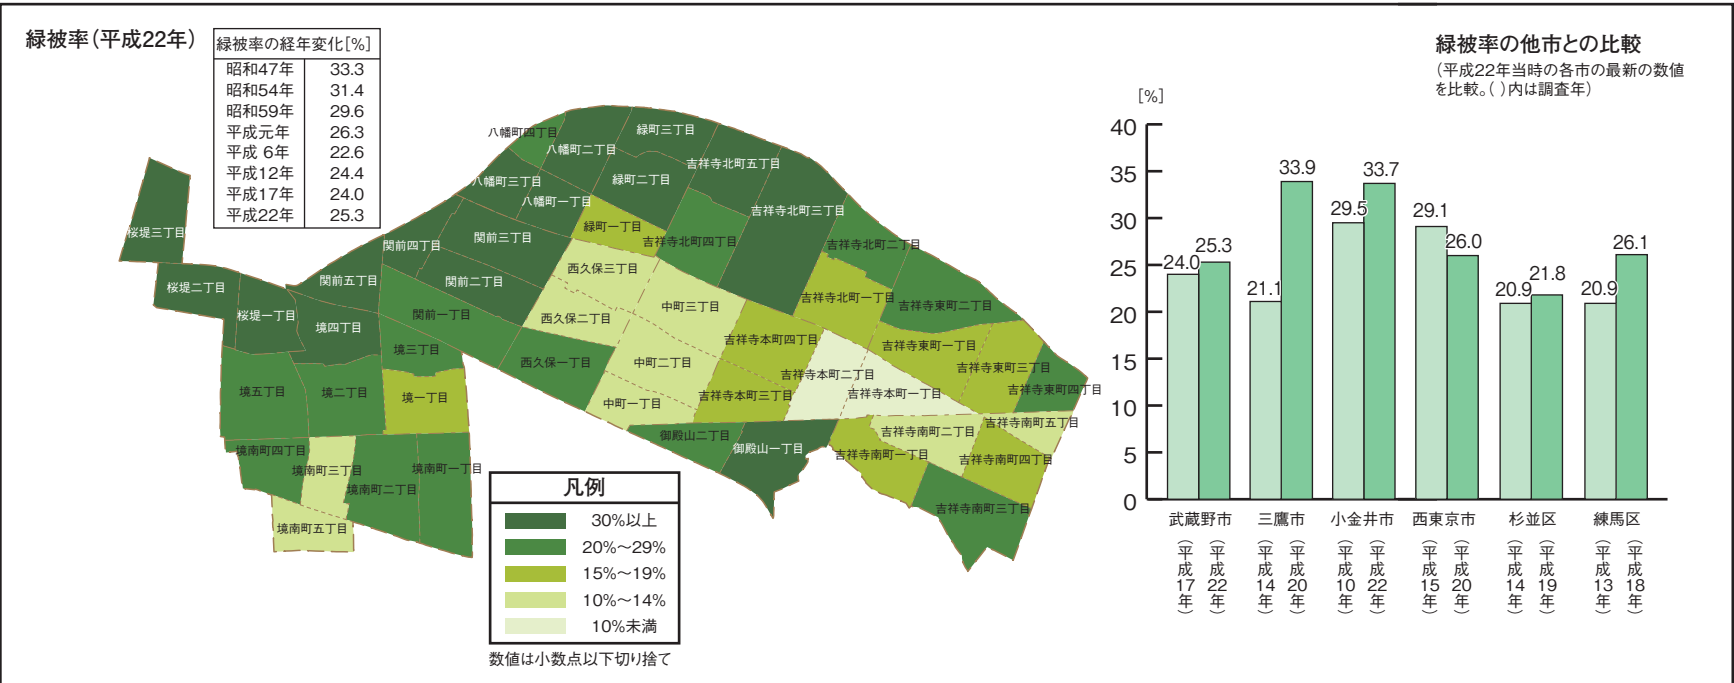 緑被率(平成22年)
緑被率の経年変化[%]
昭和47年 33.3
昭和54年 31.4
昭和59年 29.6
平成元年 26.3
平成 6年 22.6
平成12年 24.4
平成17年 24.0
平成22年 25.3
八幡町四丁目
緑町三丁目
八幡町二丁目
吉祥寺北町五丁目
八幡町三丁目
緑町二丁目
八幡町一丁目
吉祥寺北町三丁目
桜堤三丁目
緑町一丁目
関前四丁目
関前三丁目
吉祥寺北町四丁目
吉祥寺北町二丁目
西久保三丁目
桜堤二丁目
関前五丁目
関前二丁目
吉祥寺北町一丁目
中町三丁目
吉祥寺東町二丁目
桜堤一丁目
関前一丁目
西久保二丁目
境四丁目
吉祥寺本町四丁目
吉祥寺東町一丁目
境三丁目
西久保一丁目
中町二丁目
吉祥寺本町二丁目
吉祥寺東町三丁目
境五丁目
境二丁目
境一丁目
中町一丁目
吉祥寺本町三丁目
吉祥寺本町一丁目
吉祥寺東町四丁目
吉祥寺南町五丁目
御殿山二丁目
吉祥寺南町二丁目
御殿山一丁目
吉祥寺南町一丁目
吉祥寺南町四丁目
境南町四丁目
境南町三丁目
境南町一丁目
境南町二丁目
吉祥寺南町三丁目
境南町五丁目
凡例
30%以上
20%〜29%
15%〜19%
10%〜14%
10%未満
数値は小数点以下切り捨て
緑被率の他市との比較
(平成22年当時の各市の最新の数値
を比較。( )内は調査年)
[%]
40
35
30
25
20
15
10
5
0
24.0
25.3
21.1
33.9
29.5
33.7
29.1
26.0
20.9
21.8
20.9
26.1
武蔵野市
三鷹市
小金井市
西東京市
杉並区
練馬区
(平成17年)
(平成22年)
(平成14年)
(平成20年)
(平成10年)
(平成22年)
(平成15年)
(平成20年)
(平成14年)
(平成19年)
(平成13年)
(平成18年)